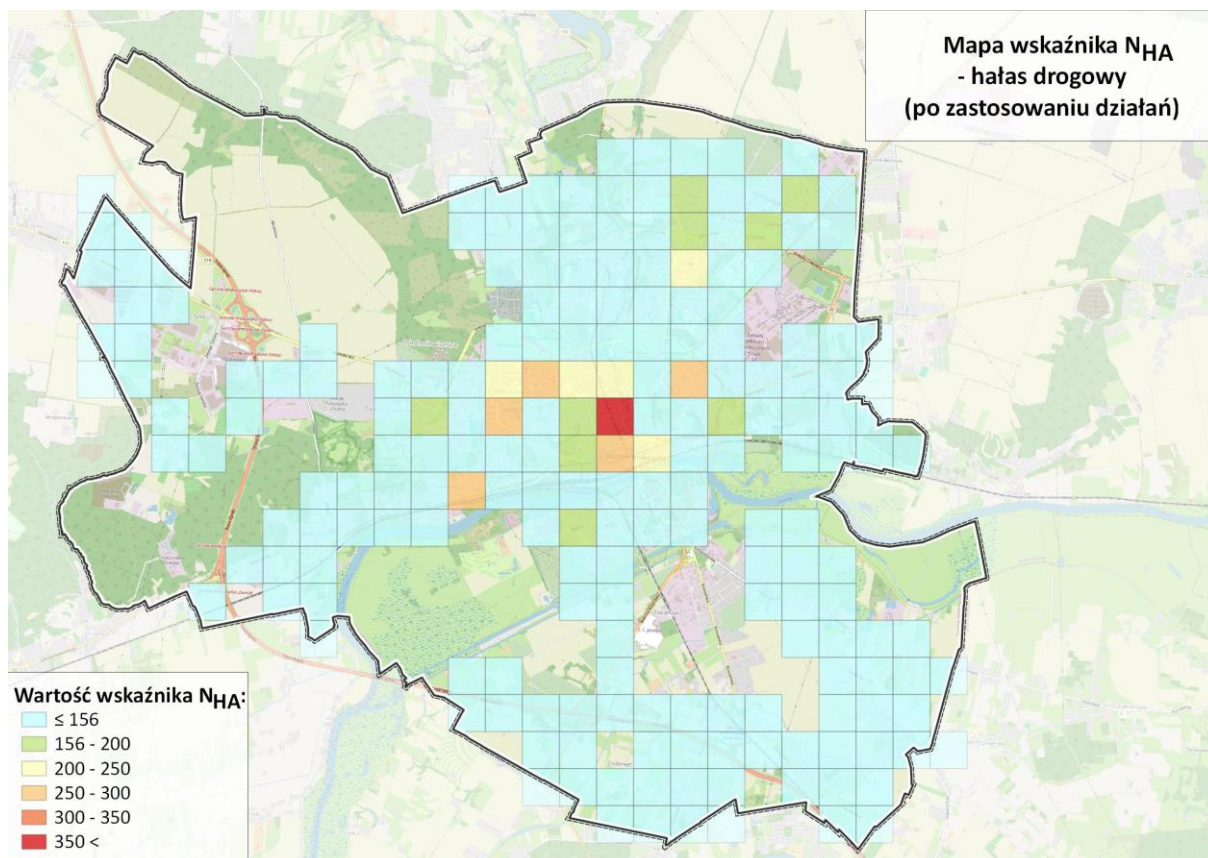 Mapa wskaźnika NHA
- hałas drogowy
(po zastosowaniu działań)
Wartość wskaźnika NHA:
≤ 156
156 - 200
200 - 250
250 - 300
300 - 350
350 <